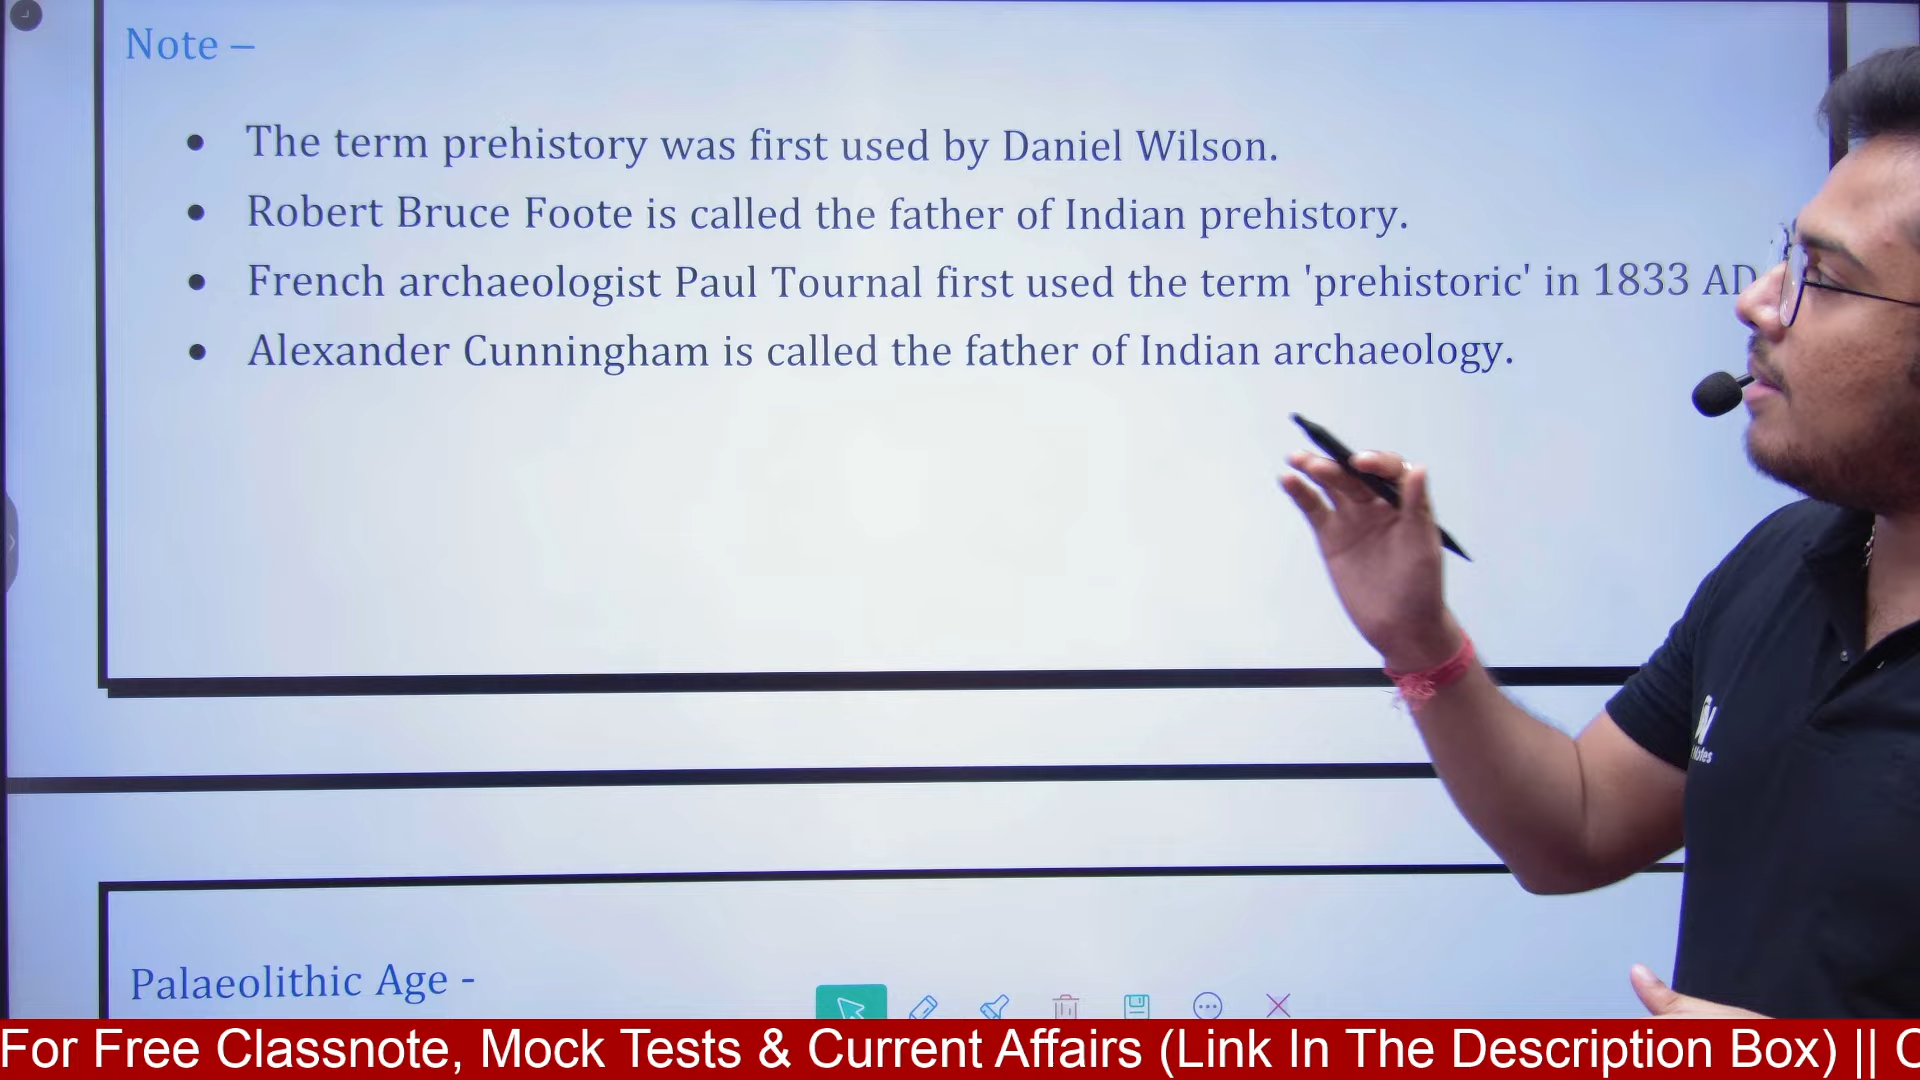 Note –
• The term prehistory was first used by Daniel Wilson.
• Robert Bruce Foote is called the father of Indian prehistory.
• French archaeologist Paul Tournal first used the term 'prehistoric' in 1833 AD
• Alexander Cunningham is called the father of Indian archaeology.
Palaeolithic Age -
For Free Classnote, Mock Tests & Current Affairs (Link In The Description Box) ||